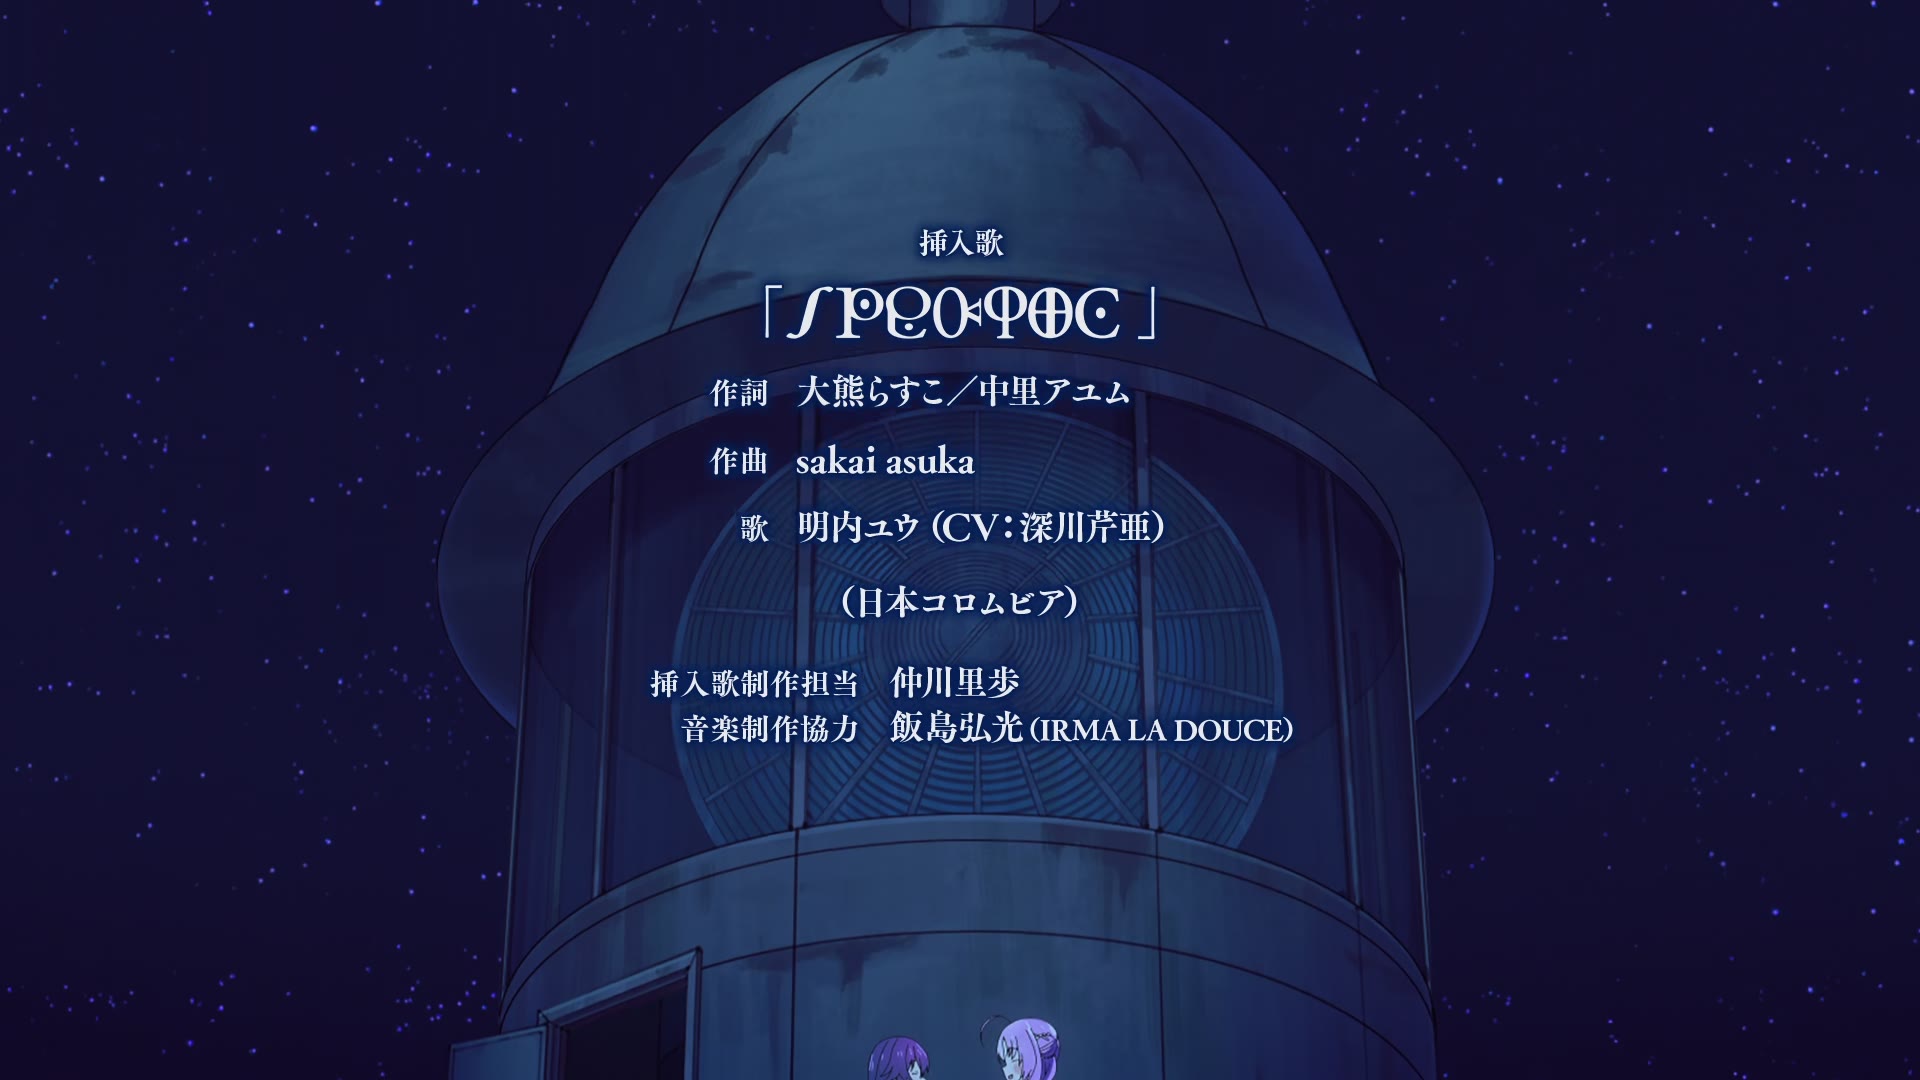 挿入歌
「」
作詞 大熊らすこ／中里アユム
作曲 sakai asuka
歌 明内ユウ（CV：深川芹亜）
（日本コロムビア）
挿入歌制作担当 仲川里歩
音楽制作協力 飯島弘光（IRMA LA DOUCE）